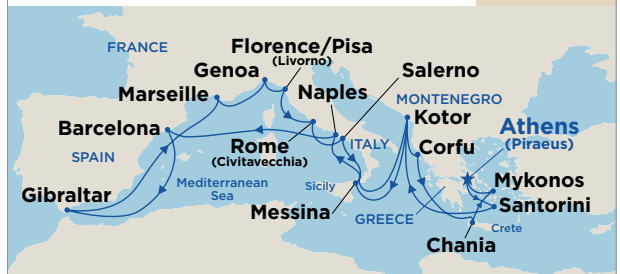 FRANCE
Florence/Pisa
(Livorno)
Genoa
Salerno
Marseille
Naples
MONTENEGRO
Kotor
Barcelona
Athens
(Piraeus)
Rome
(Civitavecchia)
ITALY
Corfu
SPAIN
Mediterranean
Sea
Sicily
Mykonos
Gibraltar
Messina
GREECE
Santorini
Crete
Chania